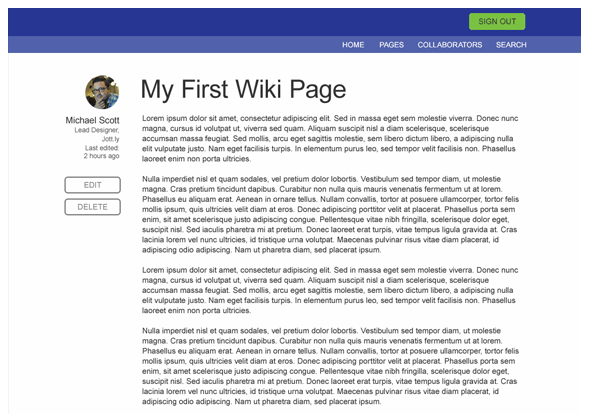 SIGN OUT
HOME PAGES COLLABORATORS SEARCH
My First Wiki Page
Michael Scott
Lead Designer,
Jott.ly
Last edited:
2 hours ago
EDIT
DELETE
Lorem ipsum dolor sit amet, consectetur adipiscing elit. Sed in massa eget sem molestie viverra. Donec nunc
magna, cursus id volutpat ut, viverra sed quam. Aliquam suscipit nisl a diam scelerisque, scelerisque
accumsan massa feugiat. Sed mollis, arcu eget sagittis molestie, sem libero dictum libero, a adipiscing nulla
elit vulputate justo. Nam eget facilisis turpis. In elementum purus leo, sed tempor velit facilisis non. Phasellus
laoreet enim non porta ultricies.
Nulla imperdiet nisl et quam sodales, vel pretium dolor lobortis. Vestibulum sed tempor diam, ut molestie
magna. Cras pretium tincidunt dapibus. Curabitur non nulla quis mauris venenatis fermentum ut at lorem.
Phasellus eu aliquam erat. Aenean in ornare tellus. Nullam convallis, tortor at posuere ullamcorper, tortor felis
mollis ipsum, quis ultricies velit diam at eros. Donec adipiscing porttitor velit at placerat. Phasellus porta sem
enim, sit amet scelerisque justo adipiscing congue. Pellentesque vitae nibh fringilla, scelerisque dolor eget,
suscipit nisl. Sed iaculis pharetra mi at pretium. Donec laoreet erat turpis, vitae tempus ligula gravida at. Cras
lacinia lorem vel nunc ultricies, id tristique urna volutpat. Maecenas pulvinar risus vitae diam placerat, id
adipiscing odio adipiscing. Nam ut pharetra diam, sed placerat ipsum.
Lorem ipsum dolor sit amet, consectetur adipiscing elit. Sed in massa eget sem molestie viverra. Donec nunc
magna, cursus id volutpat ut, viverra sed quam. Aliquam suscipit nisl a diam scelerisque, scelerisque
accumsan massa feugiat. Sed mollis, arcu eget sagittis molestie, sem libero dictum libero, a adipiscing nulla
elit vulputate justo. Nam eget facilisis turpis. In elementum purus leo, sed tempor velit facilisis non. Phasellus
laoreet enim non porta ultricies.
Nulla imperdiet nisl et quam sodales, vel pretium dolor lobortis. Vestibulum sed tempor diam, ut molestie
magna. Cras pretium tincidunt dapibus. Curabitur non nulla quis mauris venenatis fermentum ut at lorem.
Phasellus eu aliquam erat. Aenean in ornare tellus. Nullam convallis, tortor at posuere ullamcorper, tortor felis
mollis ipsum, quis ultricies velit diam at eros. Donec adipiscing porttitor velit at placerat. Phasellus porta sem
enim, sit amet scelerisque justo adipiscing congue. Pellentesque vitae nibh fringilla, scelerisque dolor eget,
suscipit nisl. Sed iaculis pharetra mi at pretium. Donec laoreet erat turpis, vitae tempus ligula gravida at. Cras
lacinia lorem vel nunc ultricies, id tristique urna volutpat. Maecenas pulvinar risus vitae diam placerat, id
adipiscing odio adipiscing. Nam ut pharetra diam, sed placerat ipsum.